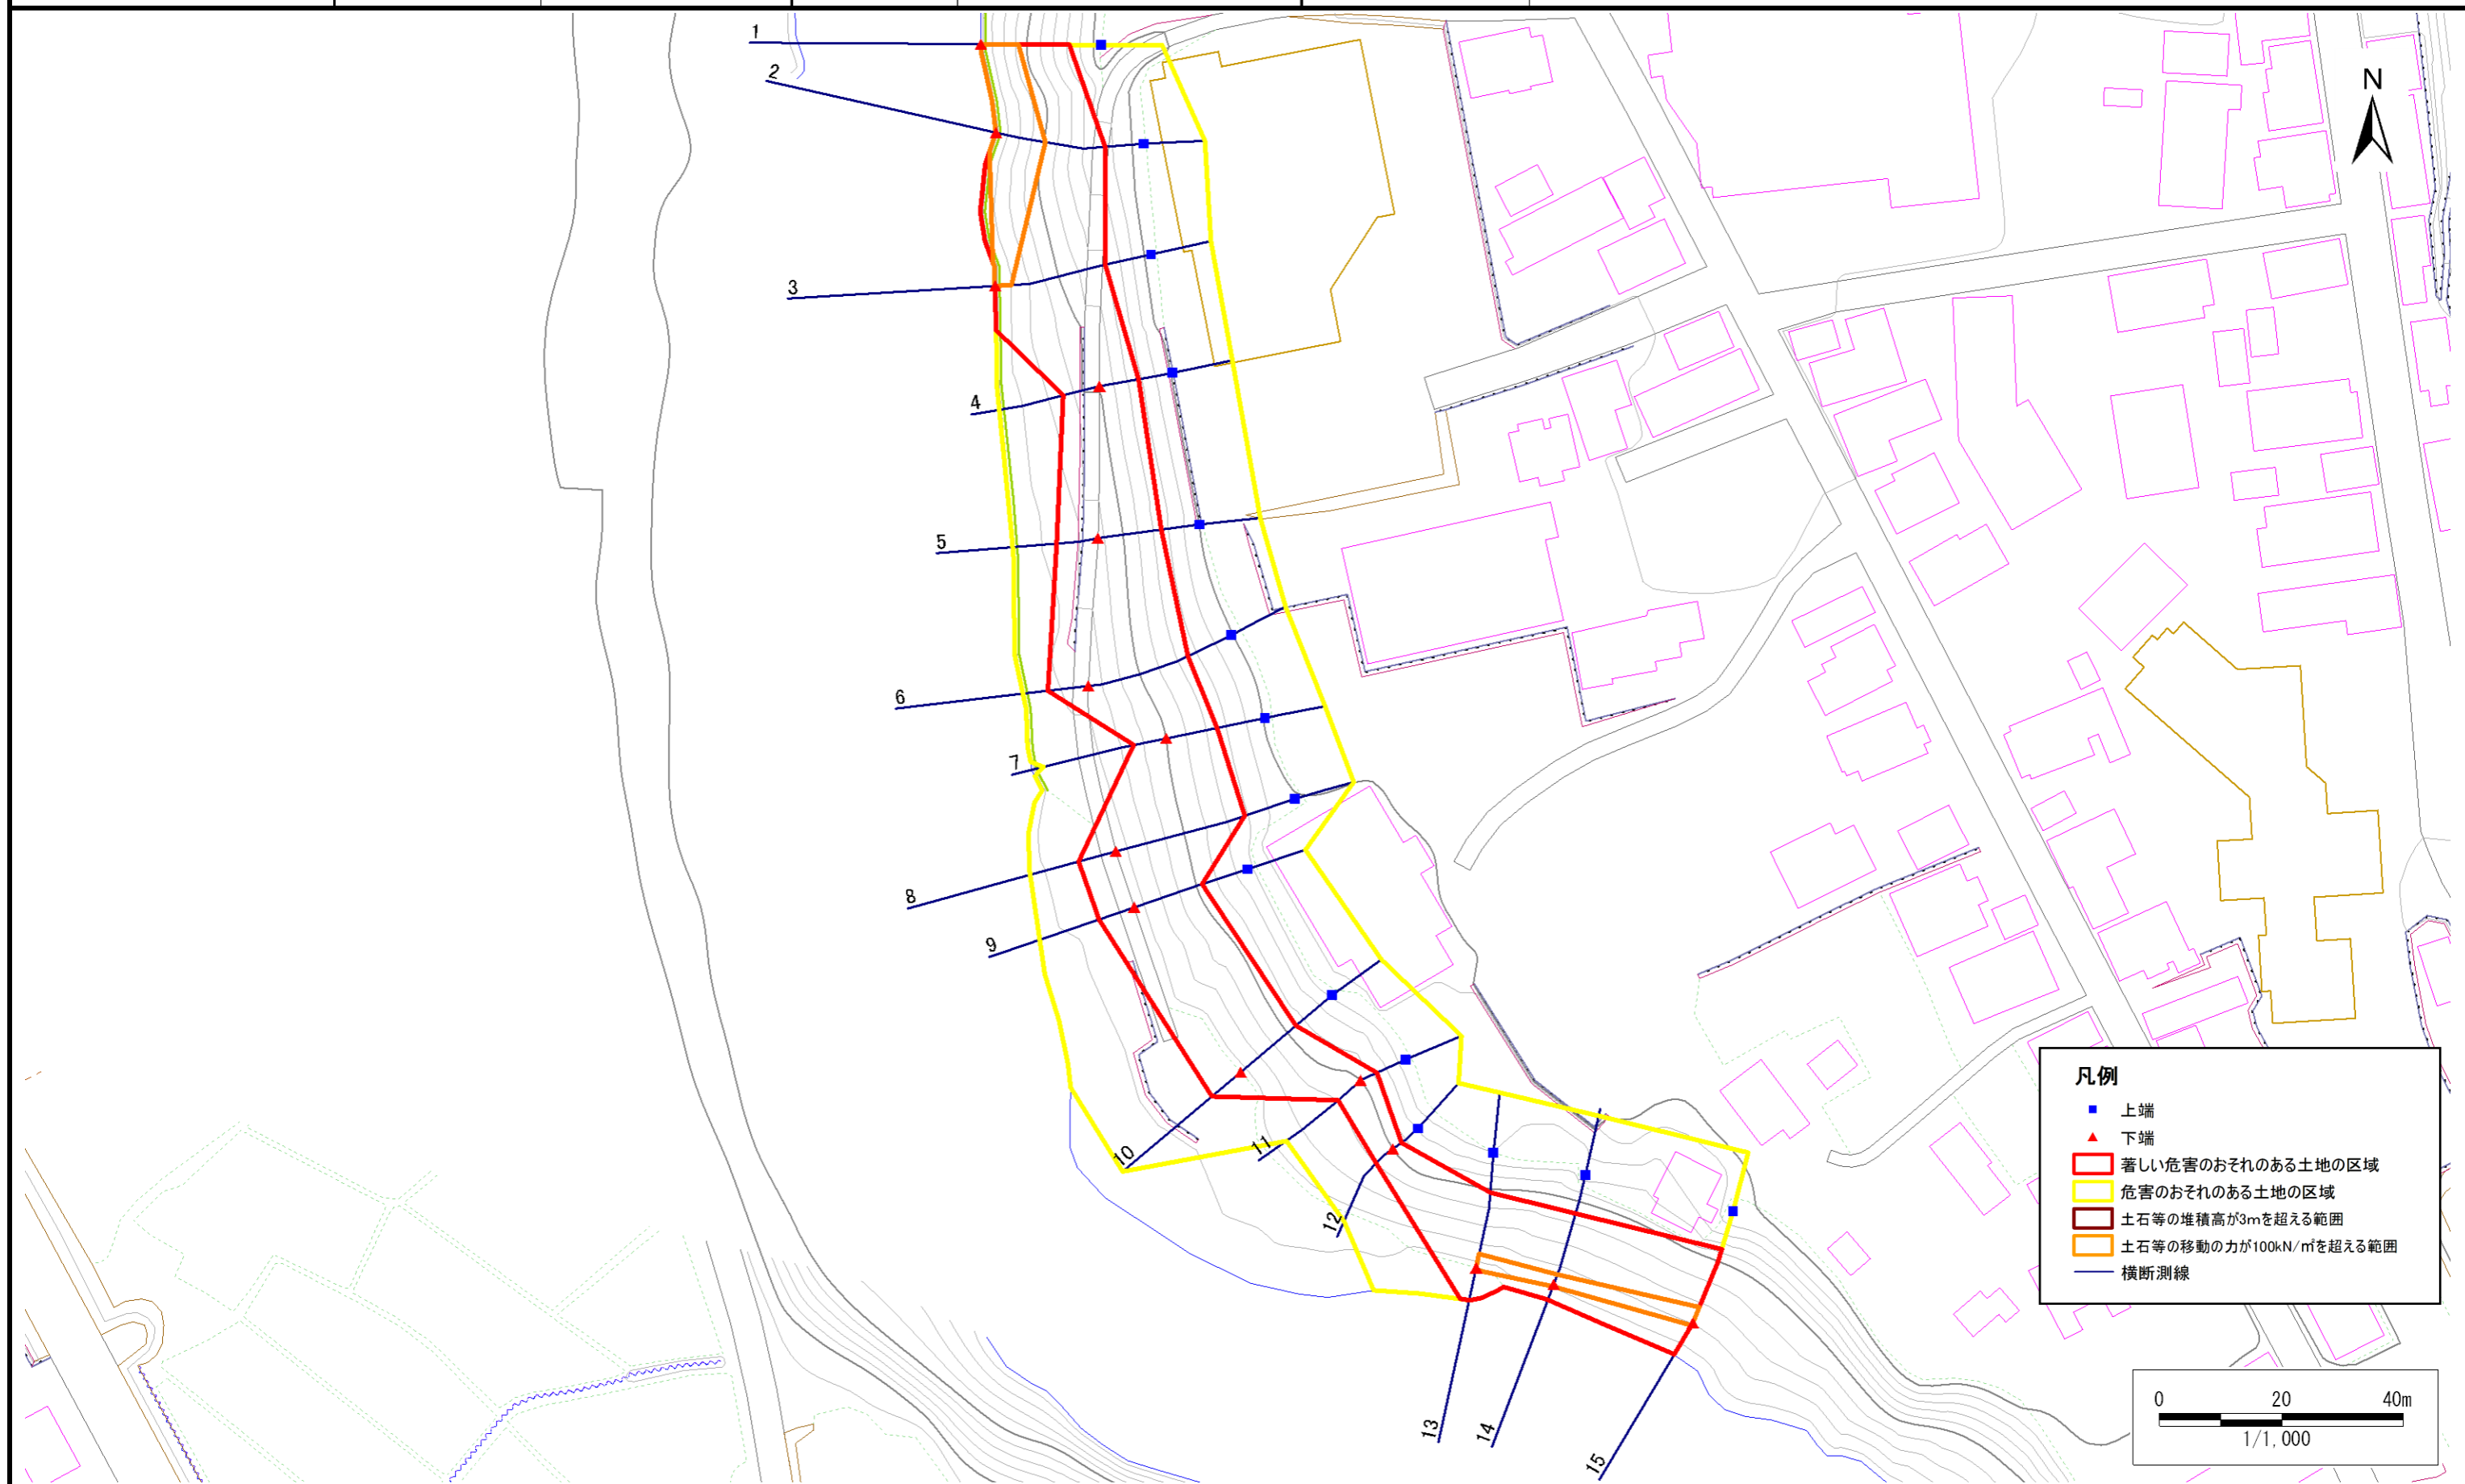 1
2
3
4
5
6
7
8
9
10
11
12
13
14
15
N
凡例
上端
下端
著しい危害のおそれのある土地の区域
危害のおそれのある土地の区域
土石等の堆積高が3mを超える範囲
土石等の移動の力が100kN/㎡を超える範囲
横断測線
0 20 40m
1/1,000